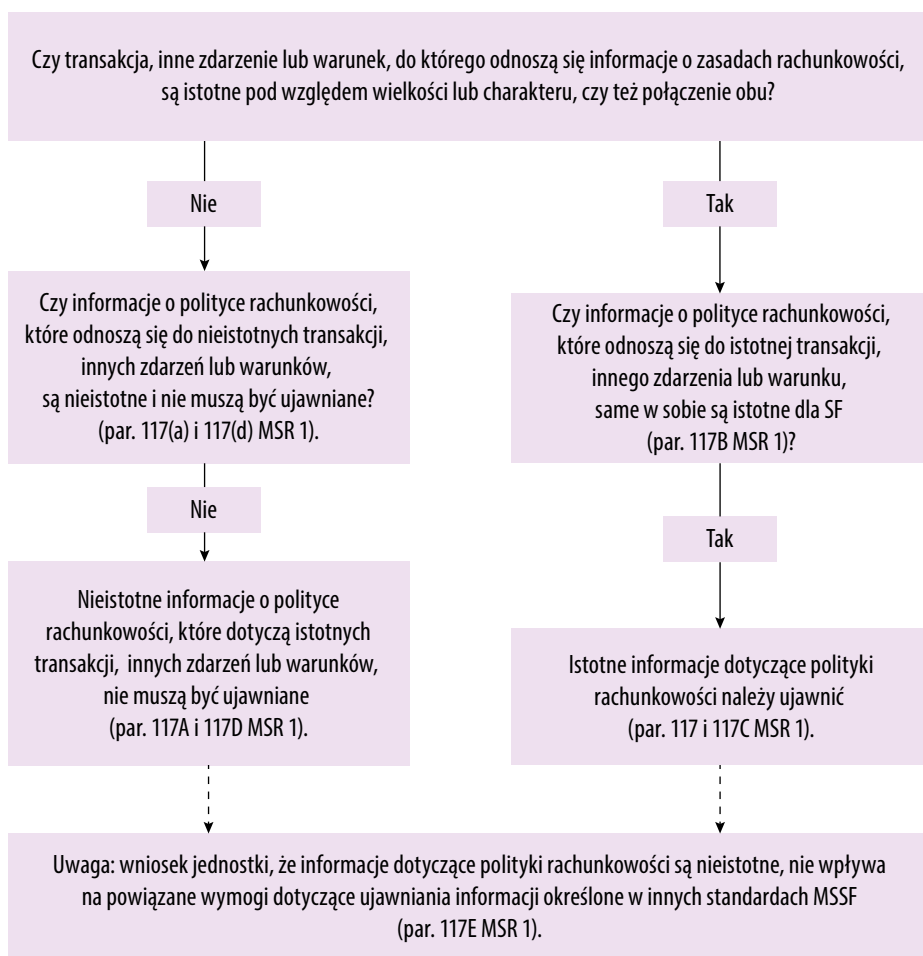 Czy transakcja, inne zdarzenie lub warunek, do którego odnoszą się informacje o zasadach rachunkowości,
są istotne pod względem wielkości lub charakteru, czy też połączenie obu?
Nie
Tak
Czy informacje o polityce rachunkowości,
które odnoszą się do nieistotnych transakcji,
innych zdarzeń lub warunków,
są nieistotne i nie muszą być ujawniane?
(par. 117(a) i 117(d) MSR 1).
Czy informacje o polityce rachunkowości,
które odnoszą się do istotnej transakcji,
innego zdarzenia lub warunku,
same w sobie są istotne dla SF
(par. 117B MSR 1)?
Nie
Tak
Nieistotne informacje o polityce
rachunkowości, które dotyczą istotnych
transakcji, innych zdarzeń lub warunków,
nie muszą być ujawniane
(par. 117A i 117D MSR 1).
Istotne informacje dotyczące polityki
rachunkowości należy ujawnić
(par. 117 i 117C MSR 1).
Uwaga: wniosek jednostki, że informacje dotyczące polityki rachunkowości są nieistotne, nie wpływa
na powiązane wymogi dotyczące ujawniania informacji określone w innych standardach MSSF
(par. 117E MSR 1).